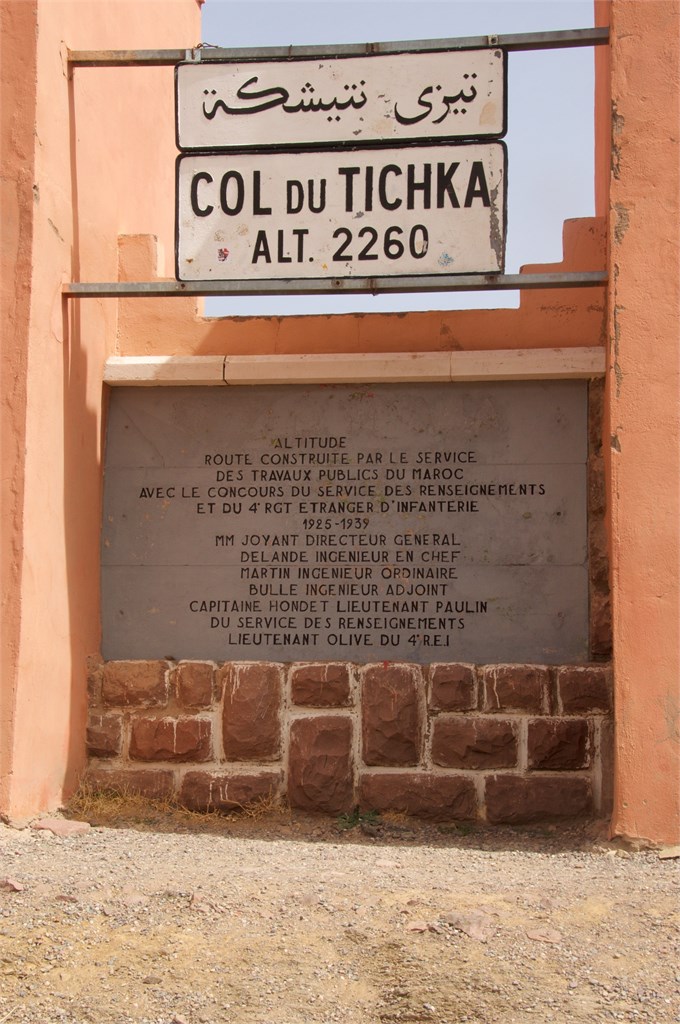 تيزي نتيشكة
COL DU TICHKA
ALT. 2260
ALTITUDE
ROUTE CONSTRUITE PAR LE SERVICE
DES TRAVAUX PUBLICS DU MAROC
AVEC LE CONCOURS DU SERVICE DES RENSEIGNEMENTS
ET DU 4ᵉ RGT ETRANGER D'INFANTERIE
1925-1939
MM JOYANT DIRECTEUR GENERAL
DELANDE INGENIEUR EN CHEF
MARTIN INGENIEUR ORDINAIRE
BULLE INGENIEUR ADJOINT
CAPITAINE HONDET LIEUTENANT PAULIN
DU SERVICE DES RENSEIGNEMENTS
LIEUTENANT OLIVE DU 4ᵉ R.E.I